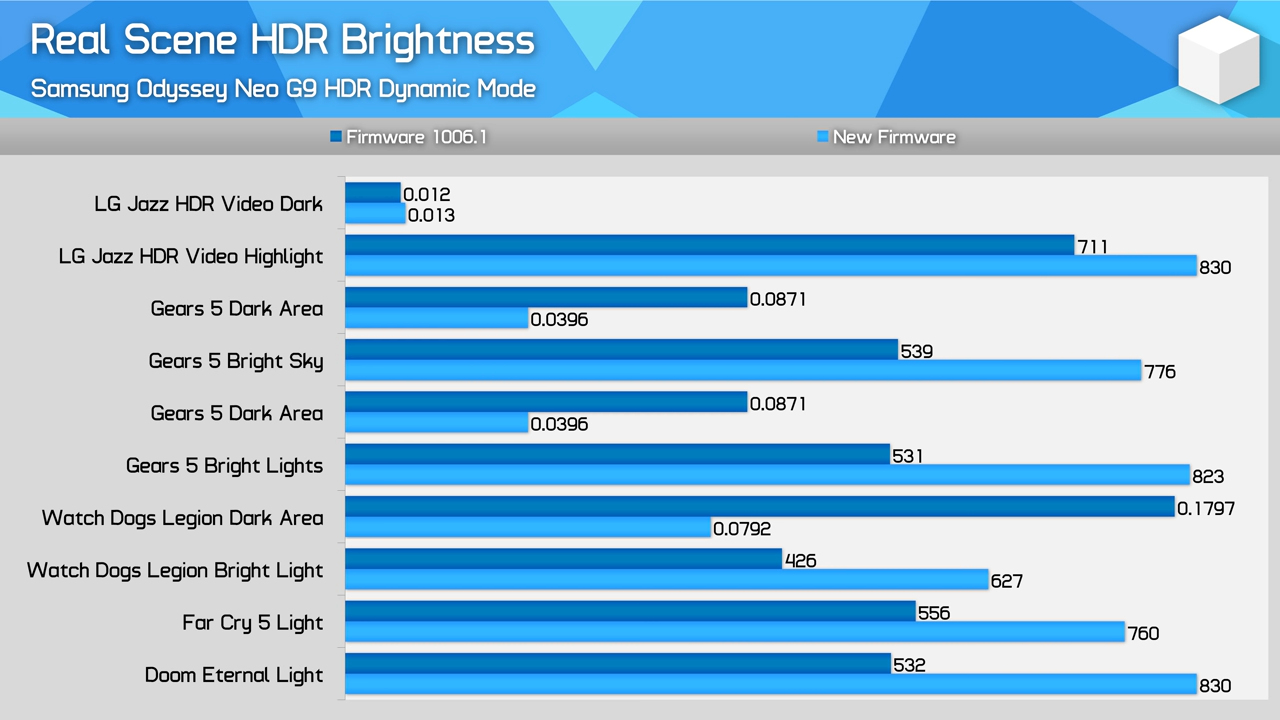 Real Scene HDR Brightness
Samsung Odyssey Neo G9 HDR Dynamic Mode
Firmware 1006.1 New Firmware
LG Jazz HDR Video Dark 0.012
0.013
LG Jazz HDR Video Highlight 711
830
Gears 5 Dark Area 0.0871
0.0396
Gears 5 Bright Sky 539
776
Gears 5 Dark Area 0.0871
0.0396
Gears 5 Bright Lights 531
823
Watch Dogs Legion Dark Area 0.1797
0.0792
Watch Dogs Legion Bright Light 426
627
Far Cry 5 Light 556
760
Doom Eternal Light 532
830